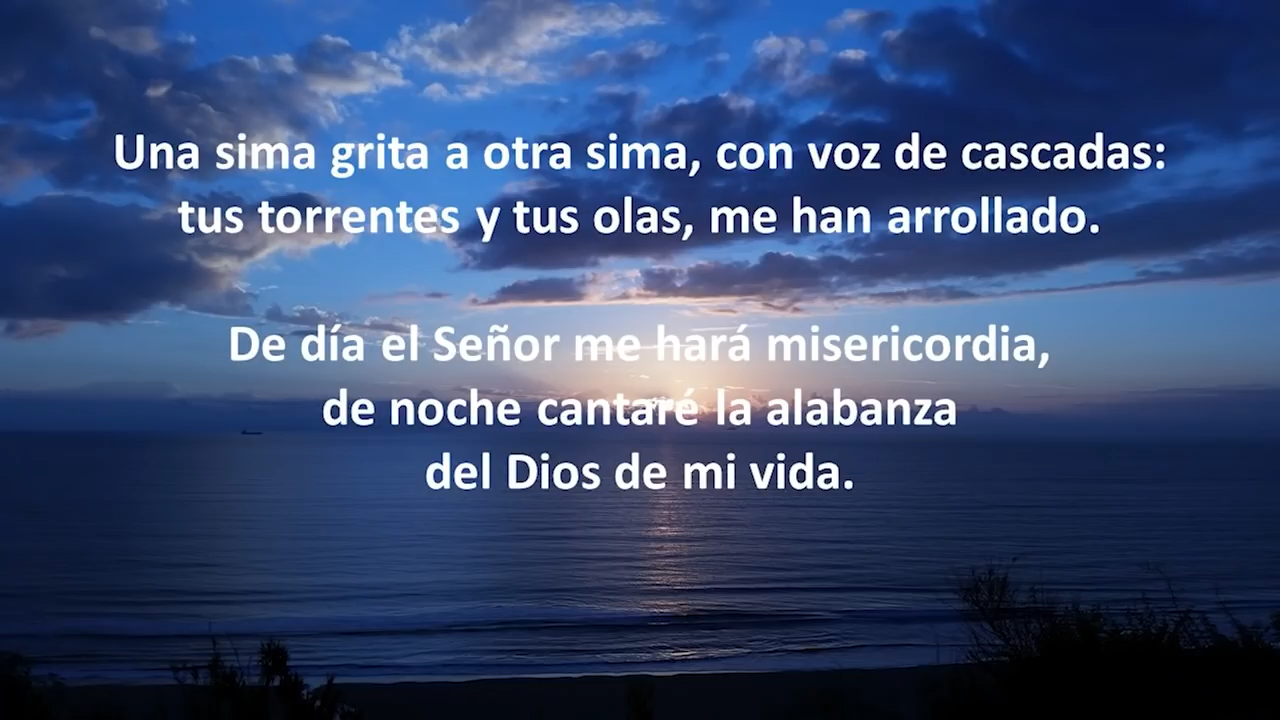 Una sima grita a otra sima, con voz de cascadas:
tus torrentes y tus olas, me han arrollado.
De día el Señor me hará misericordia,
de noche cantaré la alabanza
del Dios de mi vida.